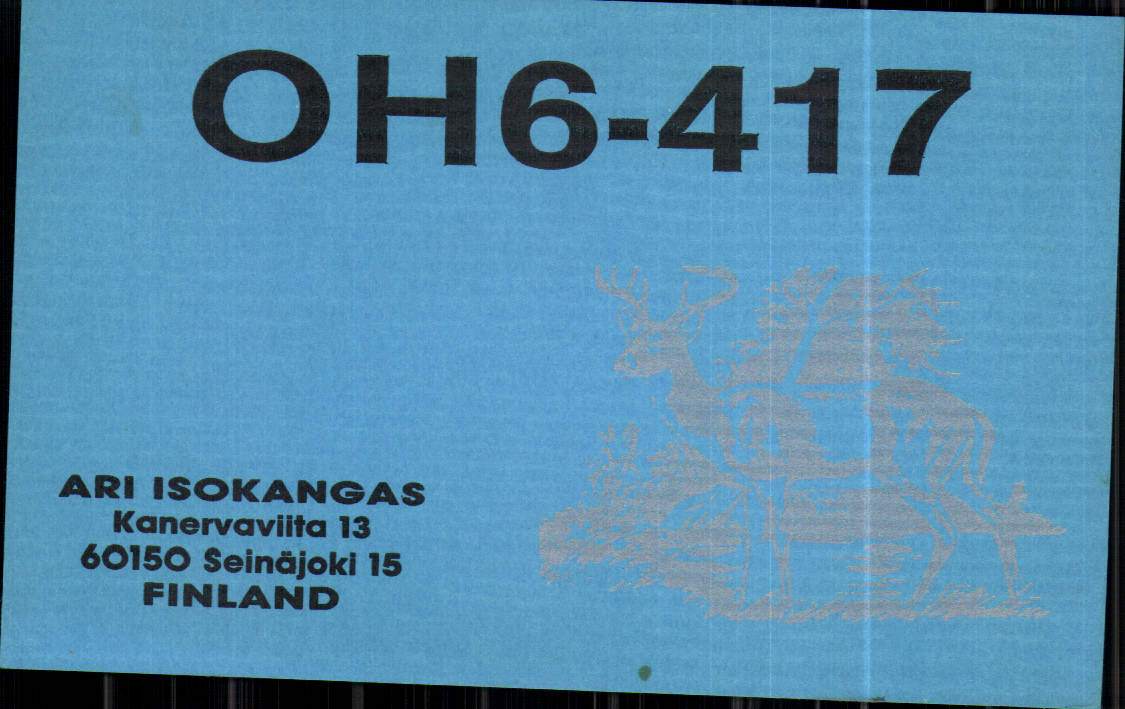 OH6-417
ARI ISOKANGAS
Kanervaviita 13
60150 Seinäjoki 15
FINLAND